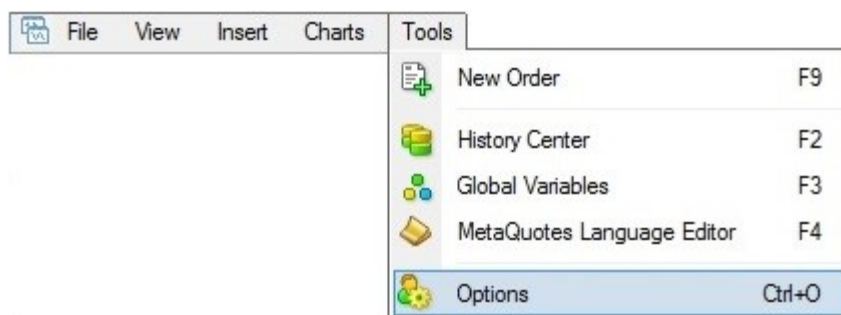 File View Insert Charts Tools
New Order F9
History Center F2
Global Variables F3
MetaQuotes Language Editor F4
Options Ctrl+O